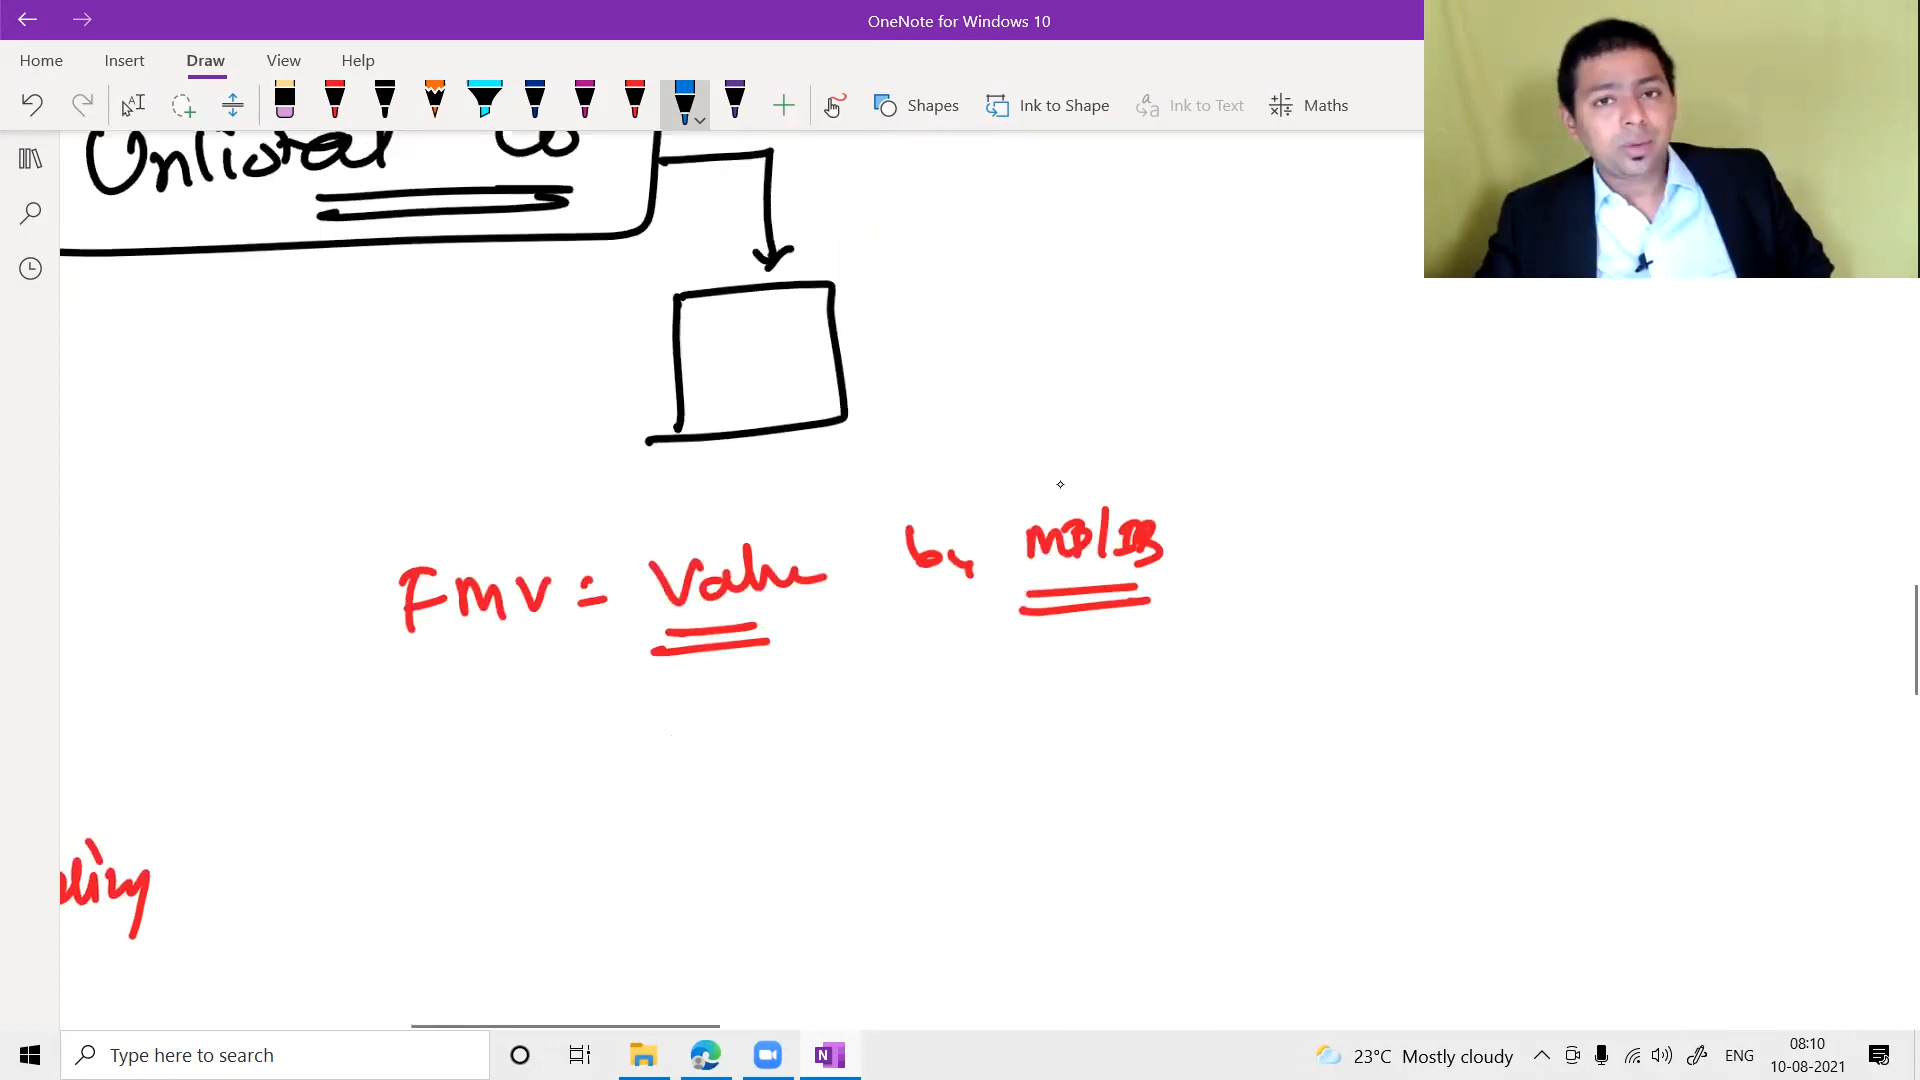 OneNote for Windows 10
Home Insert Draw View Help
Shapes Ink to Shape Ink to Text Maths
Co
FMV = Value by MB/IB
Type here to search
23°C Mostly cloudy
ENG
08:10
10-08-2021